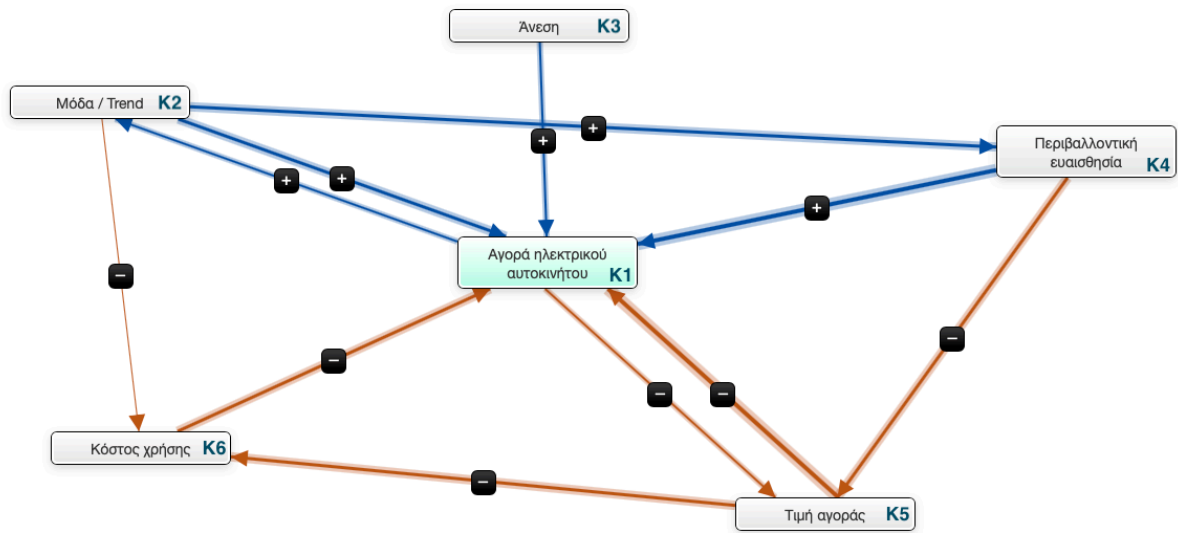 Άνεση K3
Μόδα / Trend K2
+
+
Περιβαλλοντική
ευαισθησία K4
+
+
+
Αγορά ηλεκτρικού
αυτοκινήτου K1
−
−
−
−
−
Κόστος χρήσης K6
−
Τιμή αγοράς K5